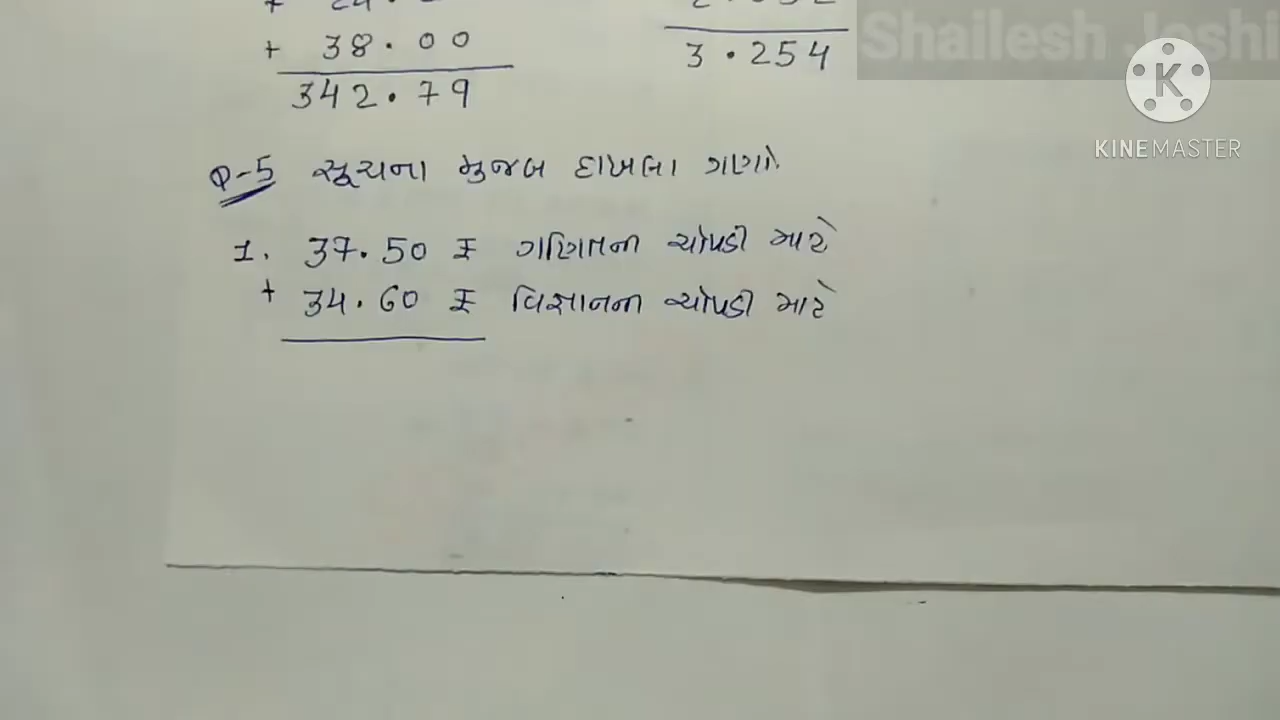 + 38.00
342.79
3.254
Shailesh Joshi
K
KINEMASTER
Q-5 સૂચના મુજબ દાખલા ગણો.
1. 37.50 ₹ ગણિતની ચોપડી માટે
+ 34.60 ₹ વિજ્ઞાનની ચોપડી માટે